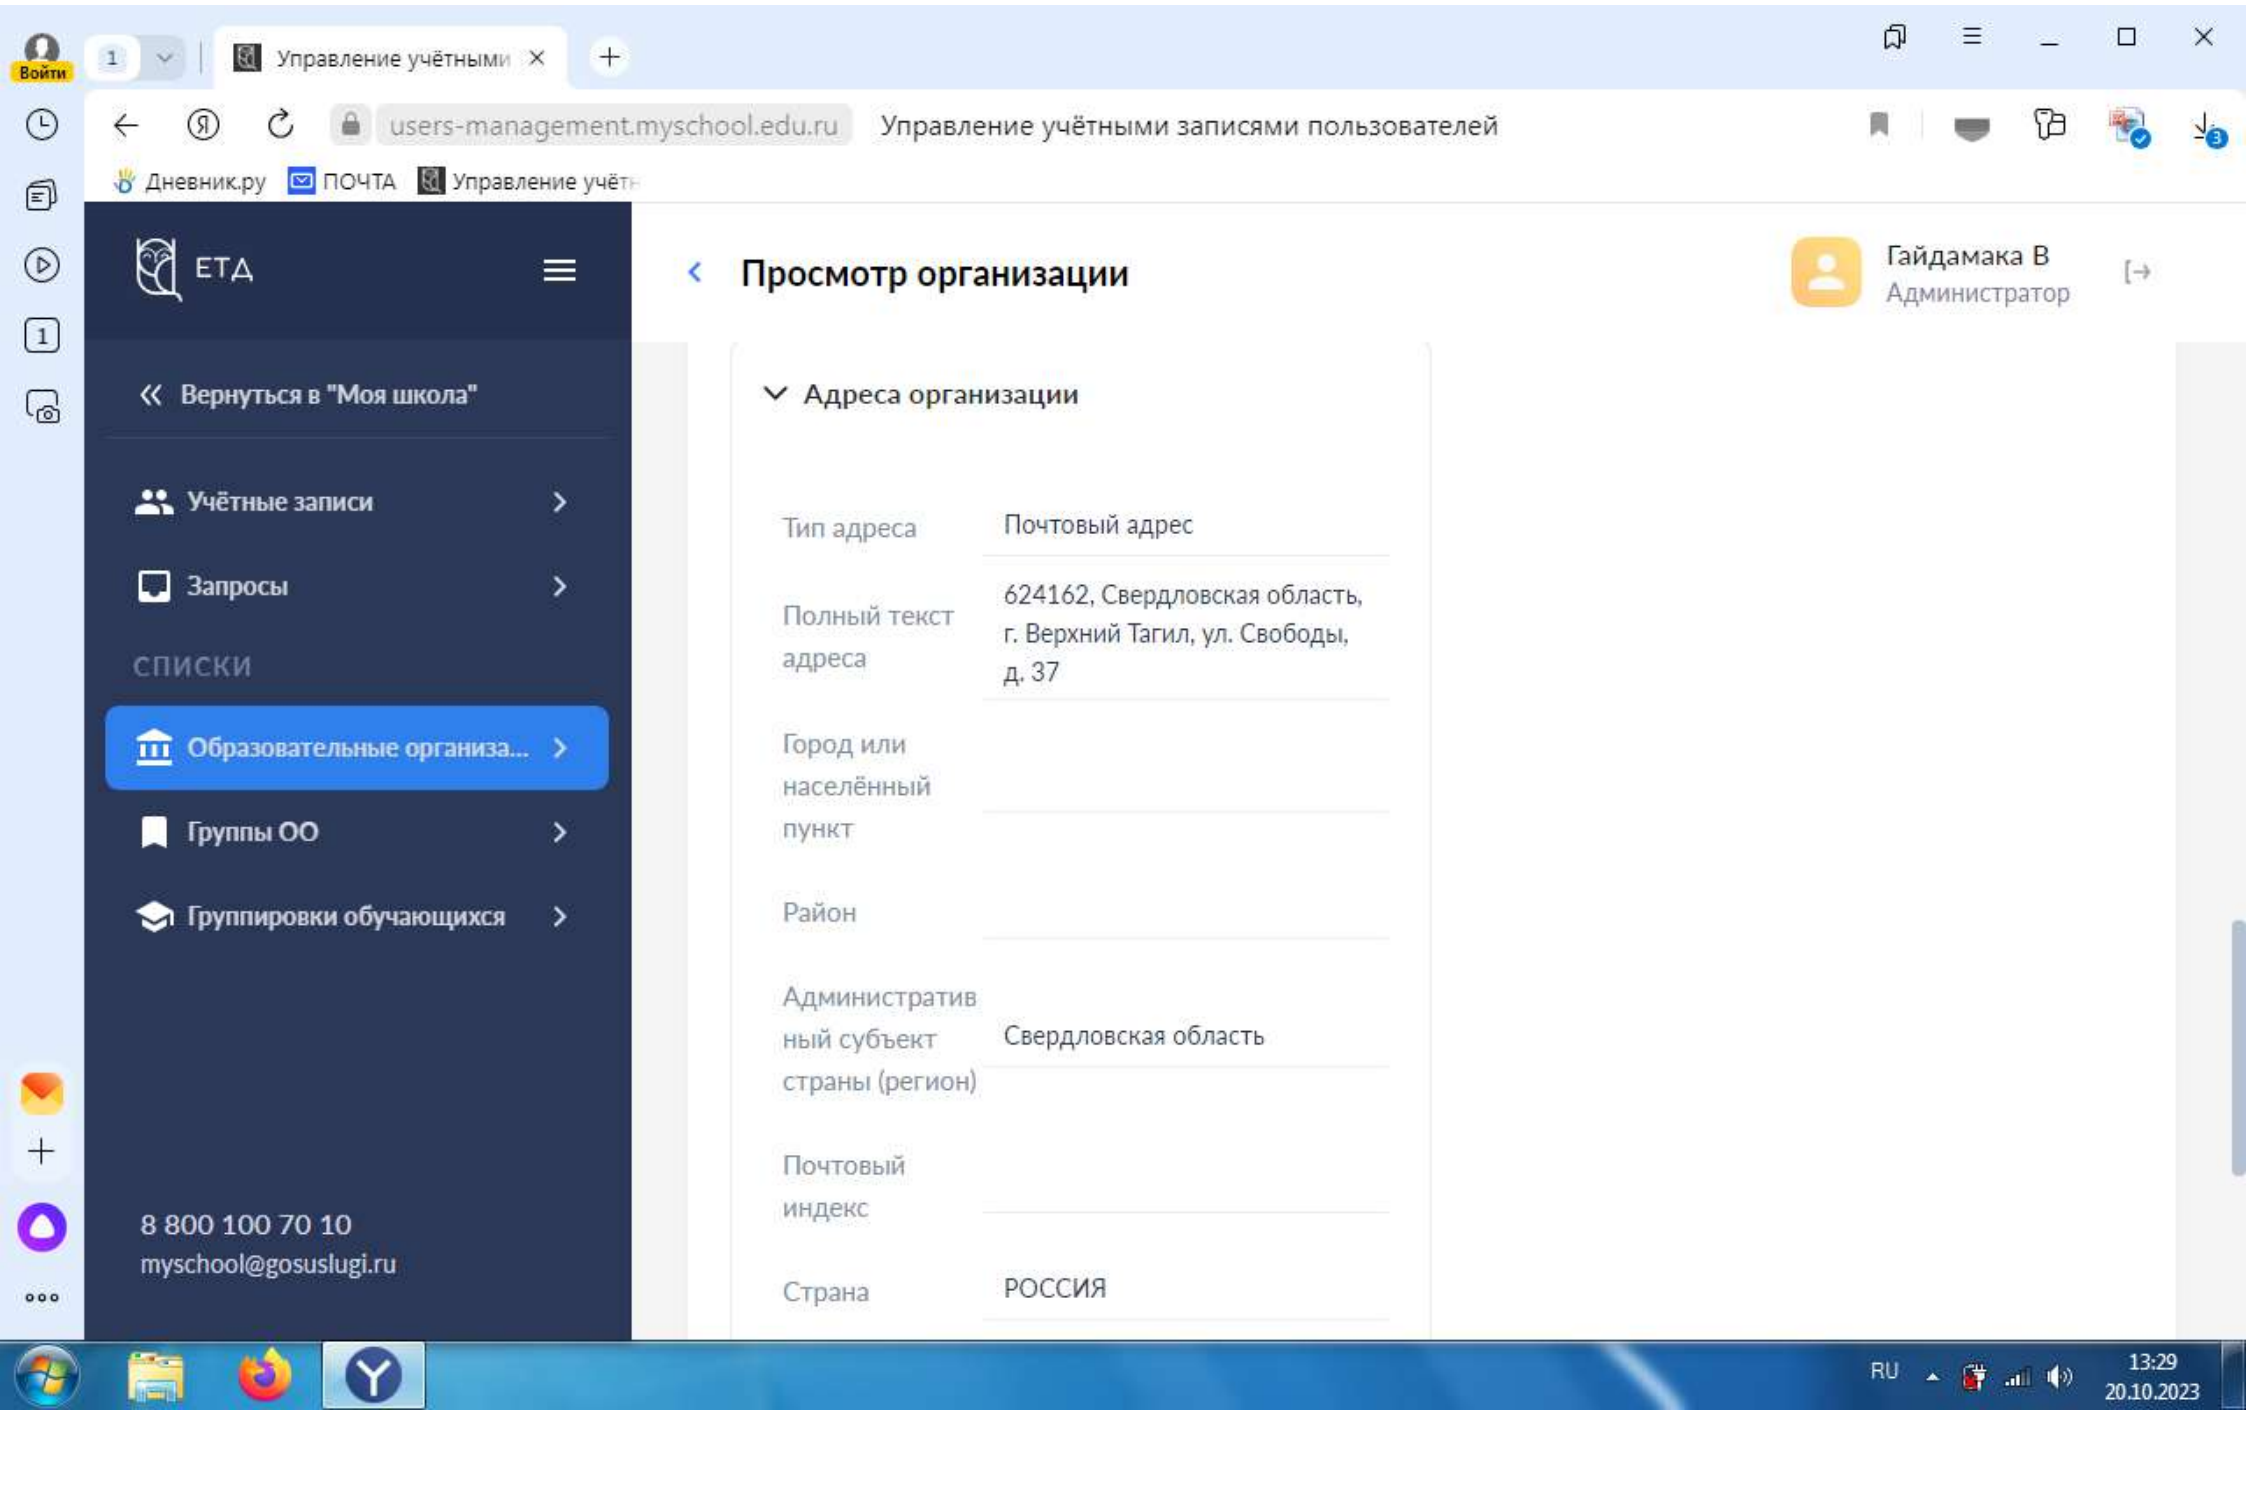 Войти
1
Управление учётными
users-management.myschool.edu.ru Управление учётными записями пользователей
3
Дневник.ру ПОЧТА Управление учётн
ЕТД
Просмотр организации
Гайдамака В
Администратор
1
Вернуться в "Моя школа"
Учётные записи
Запросы
СПИСКИ
Образовательные организа...
Группы ОО
Группировки обучающихся
8 800 100 70 10
myschool@gosuslugi.ru
Адреса организации
Тип адреса
Почтовый адрес
Полный текст
адреса
624162, Свердловская область,
г. Верхний Тагил, ул. Свободы,
д. 37
Город или
населённый
пункт
Район
Административ
ный субъект
страны (регион)
Свердловская область
Почтовый
индекс
Страна
РОССИЯ
RU
13:29
20.10.2023